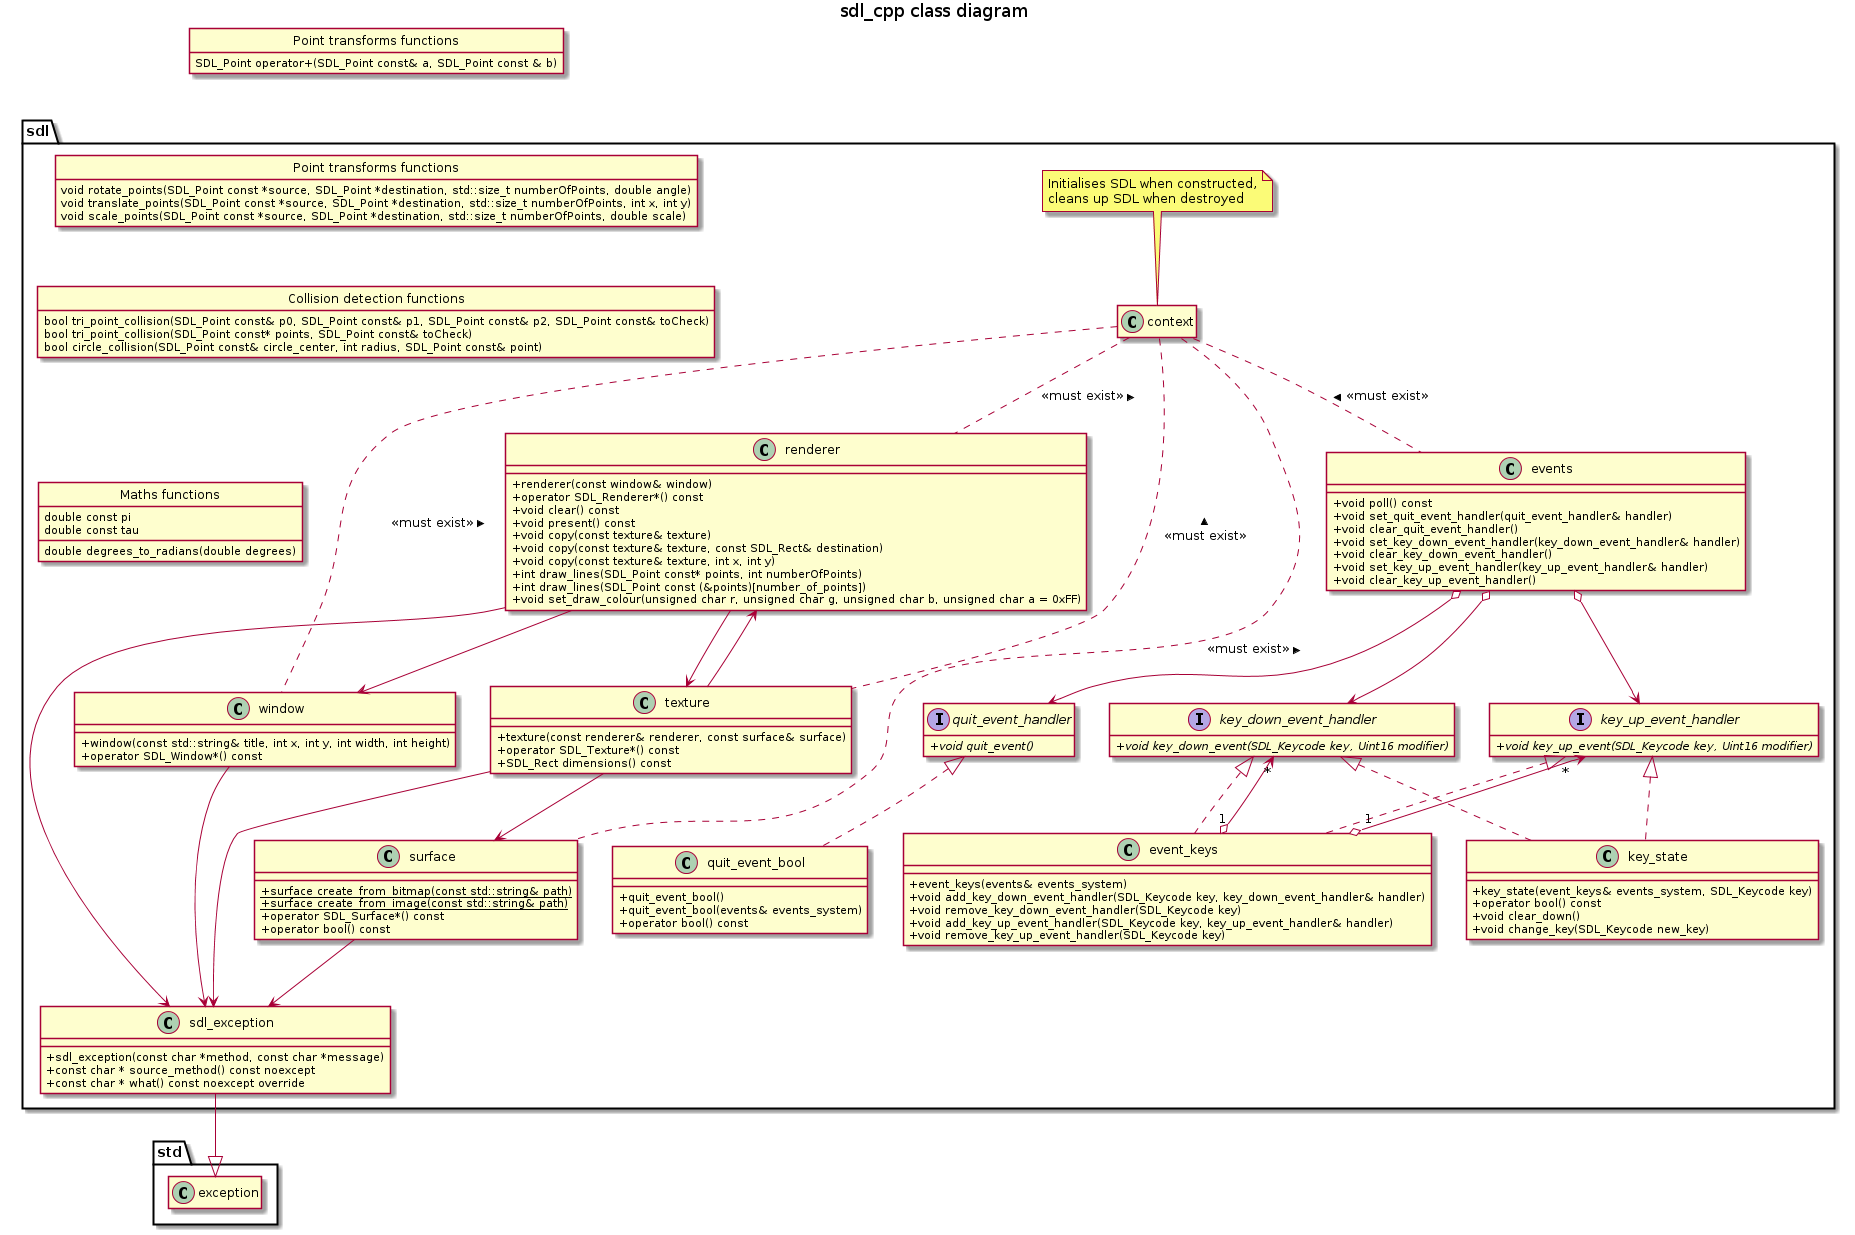 sdl_cpp class diagram
Point transforms functions
SDL_Point operator+(SDL_Point const& a, SDL_Point const & b)
sdl
Point transforms functions
void rotate_points(SDL_Point const *source, SDL_Point *destination, std::size_t numberOfPoints, double angle)
void translate_points(SDL_Point const *source, SDL_Point *destination, std::size_t numberOfPoints, int x, int y)
void scale_points(SDL_Point const *source, SDL_Point *destination, std::size_t numberOfPoints, double scale)
Initialises SDL when constructed,
cleans up SDL when destroyed
Collision detection functions
bool tri_point_collision(SDL_Point const& p0, SDL_Point const& p1, SDL_Point const& p2, SDL_Point const& toCheck)
bool tri_point_collision(SDL_Point const* points, SDL_Point const& toCheck)
bool circle_collision(SDL_Point const& circle_center, int radius, SDL_Point const& point)
C context
«must exist» ▶
◀ «must exist»
Maths functions
double const pi
double const tau
double degrees_to_radians(double degrees)
«must exist» ▶
C renderer
+renderer(const window& window)
+operator SDL_Renderer*() const
+void clear() const
+void present() const
+void copy(const texture& texture)
+void copy(const texture& texture, const SDL_Rect& destination)
+void copy(const texture& texture, int x, int y)
+int draw_lines(SDL_Point const* points, int numberOfPoints)
+int draw_lines(SDL_Point const (&points)[number_of_points])
+void set_draw_colour(unsigned char r, unsigned char g, unsigned char b, unsigned char a = 0xFF)
▲
«must exist»
C events
+void poll() const
+void set_quit_event_handler(quit_event_handler& handler)
+void clear_quit_event_handler()
+void set_key_down_event_handler(key_down_event_handler& handler)
+void clear_key_down_event_handler()
+void set_key_up_event_handler(key_up_event_handler& handler)
+void clear_key_up_event_handler()
«must exist» ▶
C window
+window(const std::string& title, int x, int y, int width, int height)
+operator SDL_Window*() const
C texture
+texture(const renderer& renderer, const surface& surface)
+operator SDL_Texture*() const
+SDL_Rect dimensions() const
I quit_event_handler
+void quit_event()
I key_down_event_handler
+void key_down_event(SDL_Keycode key, Uint16 modifier)
I key_up_event_handler
+void key_up_event(SDL_Keycode key, Uint16 modifier)
*
*
1
1
C surface
+surface create_from_bitmap(const std::string& path)
+surface create_from_image(const std::string& path)
+operator SDL_Surface*() const
+operator bool() const
C quit_event_bool
+quit_event_bool()
+quit_event_bool(events& events_system)
+operator bool() const
C event_keys
+event_keys(events& events_system)
+void add_key_down_event_handler(SDL_Keycode key, key_down_event_handler& handler)
+void remove_key_down_event_handler(SDL_Keycode key)
+void add_key_up_event_handler(SDL_Keycode key, key_up_event_handler& handler)
+void remove_key_up_event_handler(SDL_Keycode key)
C key_state
+key_state(event_keys& events_system, SDL_Keycode key)
+operator bool() const
+void clear_down()
+void change_key(SDL_Keycode new_key)
C sdl_exception
+sdl_exception(const char *method, const char *message)
+const char * source_method() const noexcept
+const char * what() const noexcept override
std
C exception